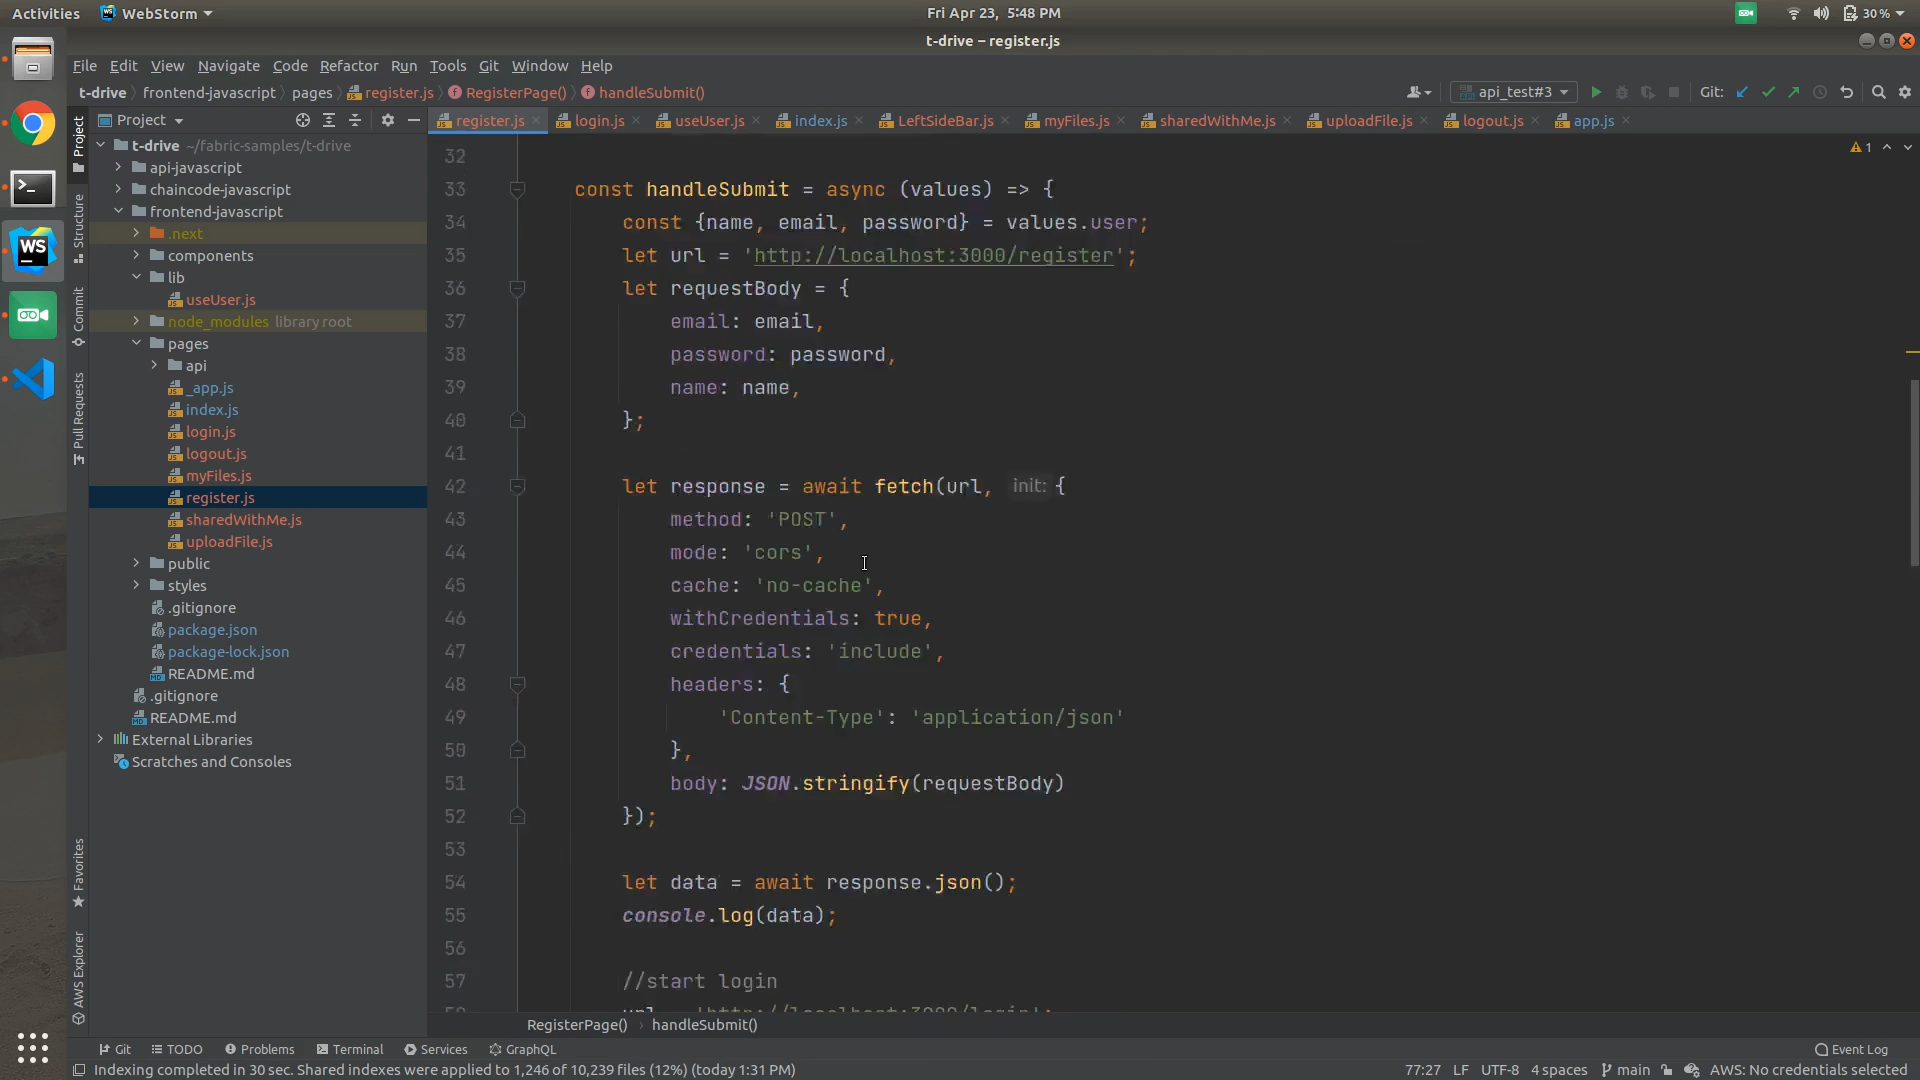 Activities WebStorm Fri Apr 23, 5:48 PM 30%
t-drive – register.js
File Edit View Navigate Code Refactor Run Tools Git Window Help
t-drive frontend-javascript pages register.js RegisterPage() handleSubmit() api_test#3 Git:
Project register.js login.js useUser.js index.js LeftSideBar.js myFiles.js sharedWithMe.js uploadFile.js logout.js app.js
Project
Structure
Commit
Pull Requests
Favorites
AWS Explorer
t-drive ~/fabric-samples/t-drive
api-javascript
chaincode-javascript
frontend-javascript
.next
components
lib
useUser.js
node_modules library root
pages
api
_app.js
index.js
login.js
logout.js
myFiles.js
register.js
sharedWithMe.js
uploadFile.js
public
styles
.gitignore
package.json
package-lock.json
README.md
.gitignore
README.md
External Libraries
Scratches and Consoles
WS
1
32
33 const handleSubmit = async (values) => {
34 const {name, email, password} = values.user;
35 let url = 'http://localhost:3000/register';
36 let requestBody = {
37 email: email,
38 password: password,
39 name: name,
40 };
41
42 let response = await fetch(url, init: {
43 method: 'POST',
44 mode: 'cors',
45 cache: 'no-cache',
46 withCredentials: true,
47 credentials: 'include',
48 headers: {
49 'Content-Type': 'application/json'
50 },
51 body: JSON.stringify(requestBody)
52 });
53
54 let data = await response.json();
55 console.log(data);
56
57 //start login
RegisterPage() handleSubmit()
Git TODO Problems Terminal Services GraphQL Event Log
Indexing completed in 30 sec. Shared indexes were applied to 1,246 of 10,239 files (12%) (today 1:31 PM) 77:27 LF UTF-8 4 spaces main AWS: No credentials selected